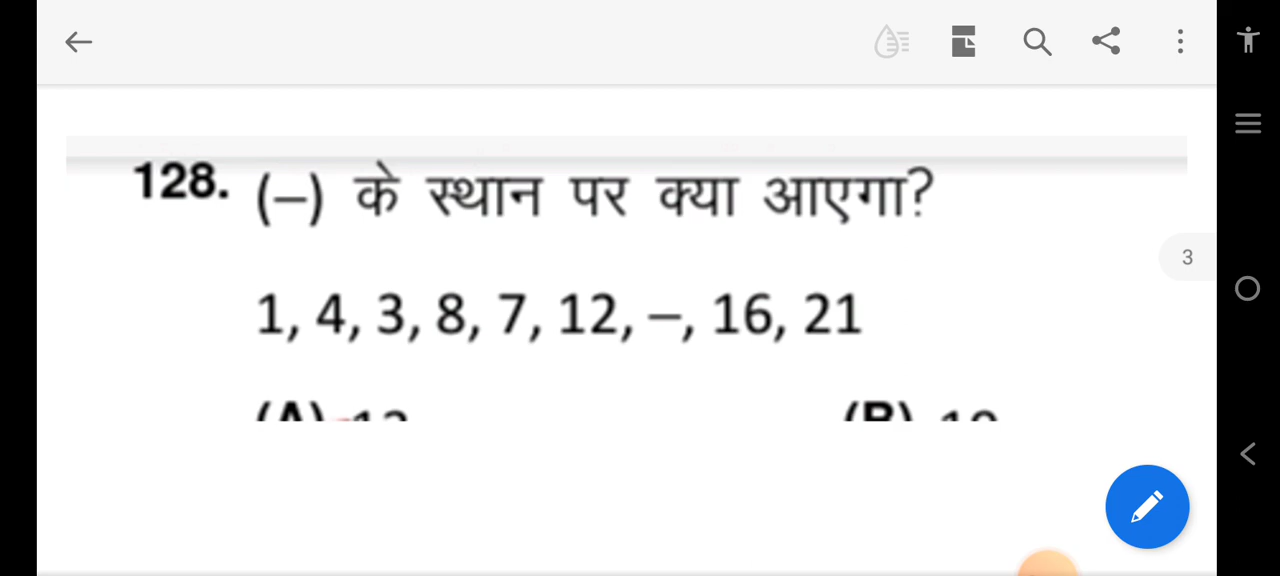 3
128. (–) के स्थान पर क्या आएगा?
1, 4, 3, 8, 7, 12, –, 16, 21
(A)
(B)